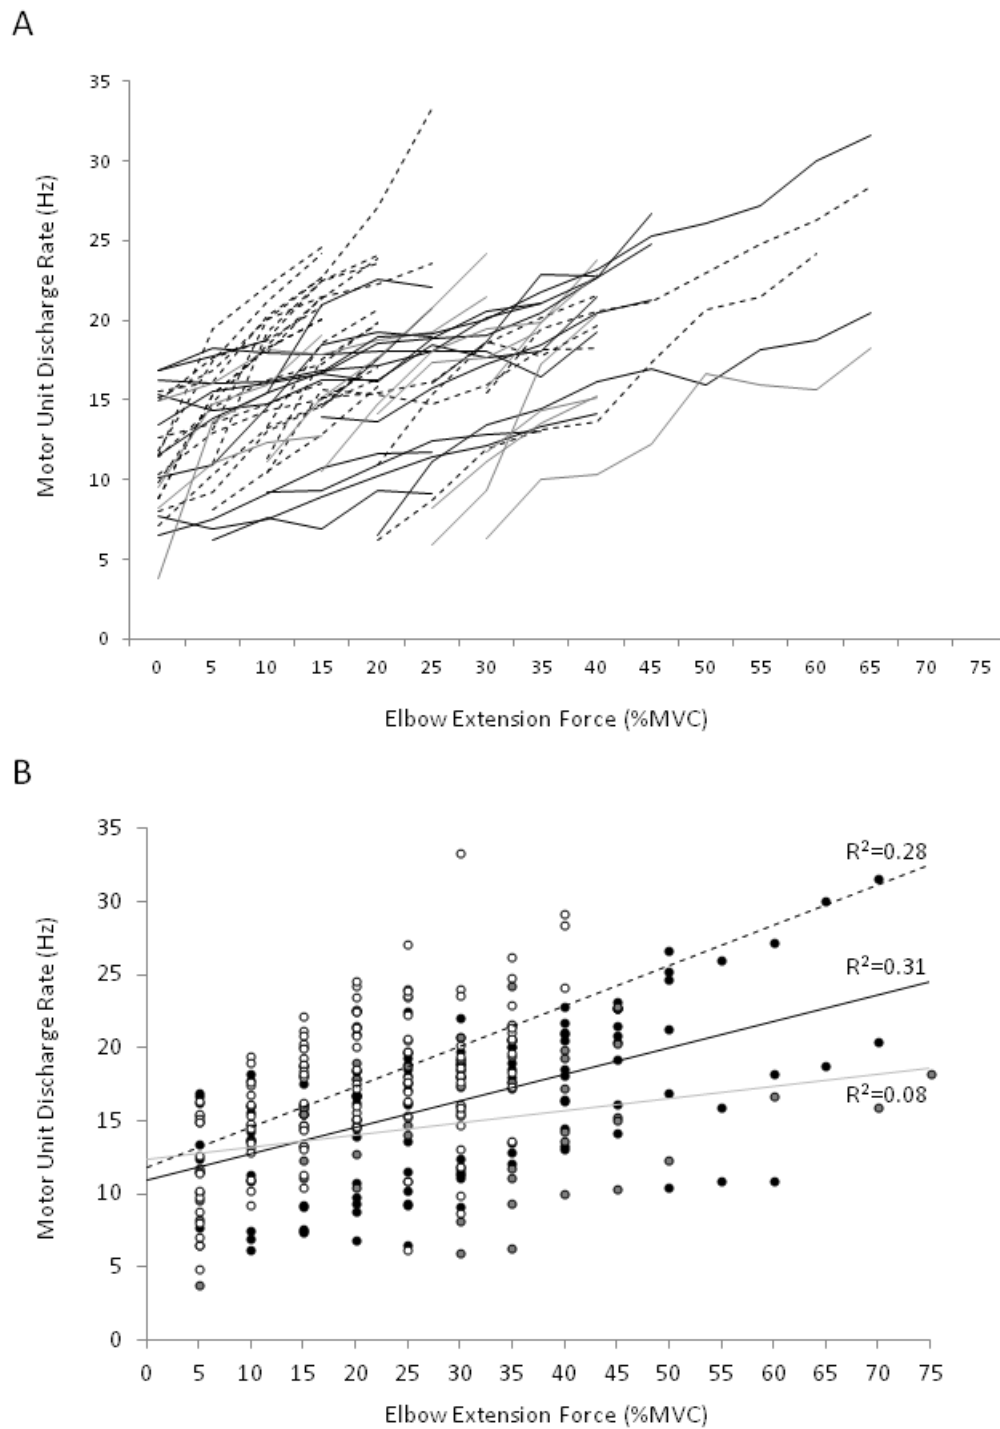 A
35
30
25
20
15
10
5
0
Motor Unit Discharge Rate (Hz)
0 5 10 15 20 25 30 35 40 45 50 55 60 65 70 75
Elbow Extension Force (%MVC)
B
35
30
25
20
15
10
5
0
Motor Unit Discharge Rate (Hz)
R²=0.28
R²=0.31
R²=0.08
0 5 10 15 20 25 30 35 40 45 50 55 60 65 70 75
Elbow Extension Force (%MVC)